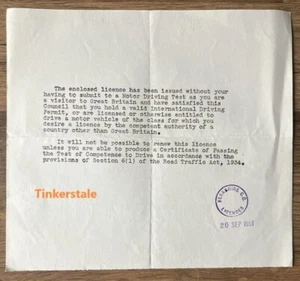 The enclosed licence has been issued without your
having to submit to a Motor Driving Test as you are
a visitor to Great Britain and have satisfied this
Council that you hold a valid International Driving
Permit, or are licensed or otherwise entitled to
drive a motor vehicle of the class for which you
desire a licence by the competent authority of a
country other than Great Britain.
It will not be possible to renew this licence
unless you are able to produce a Certificate of Passing
the Test of Competence to Drive in accordance with the
provisions of Section 6(1) of the Road Traffic Act, 1934.
Tinkerstale
LICENCES
20 SEP